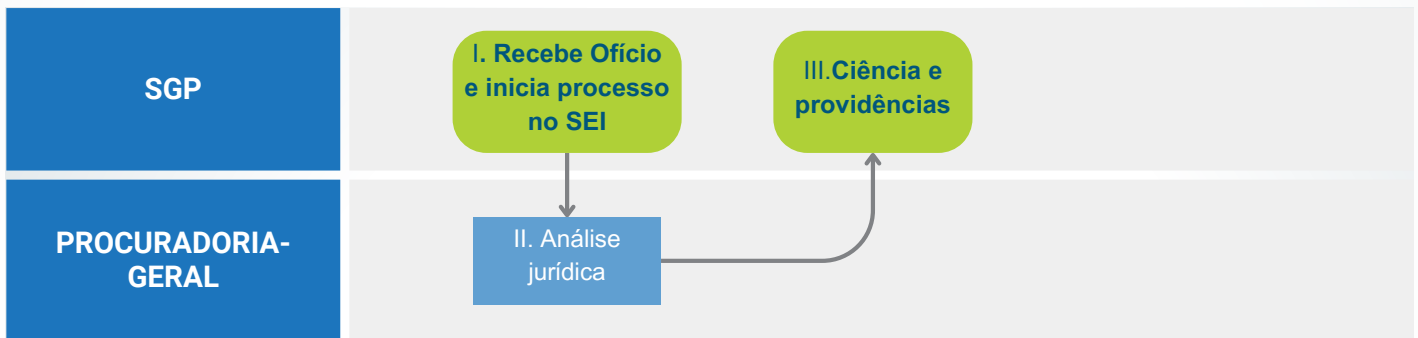 SGP
I. Recebe Ofício
e inicia processo
no SEI
III.Ciência e
providências
PROCURADORIA-
GERAL
II. Análise
jurídica